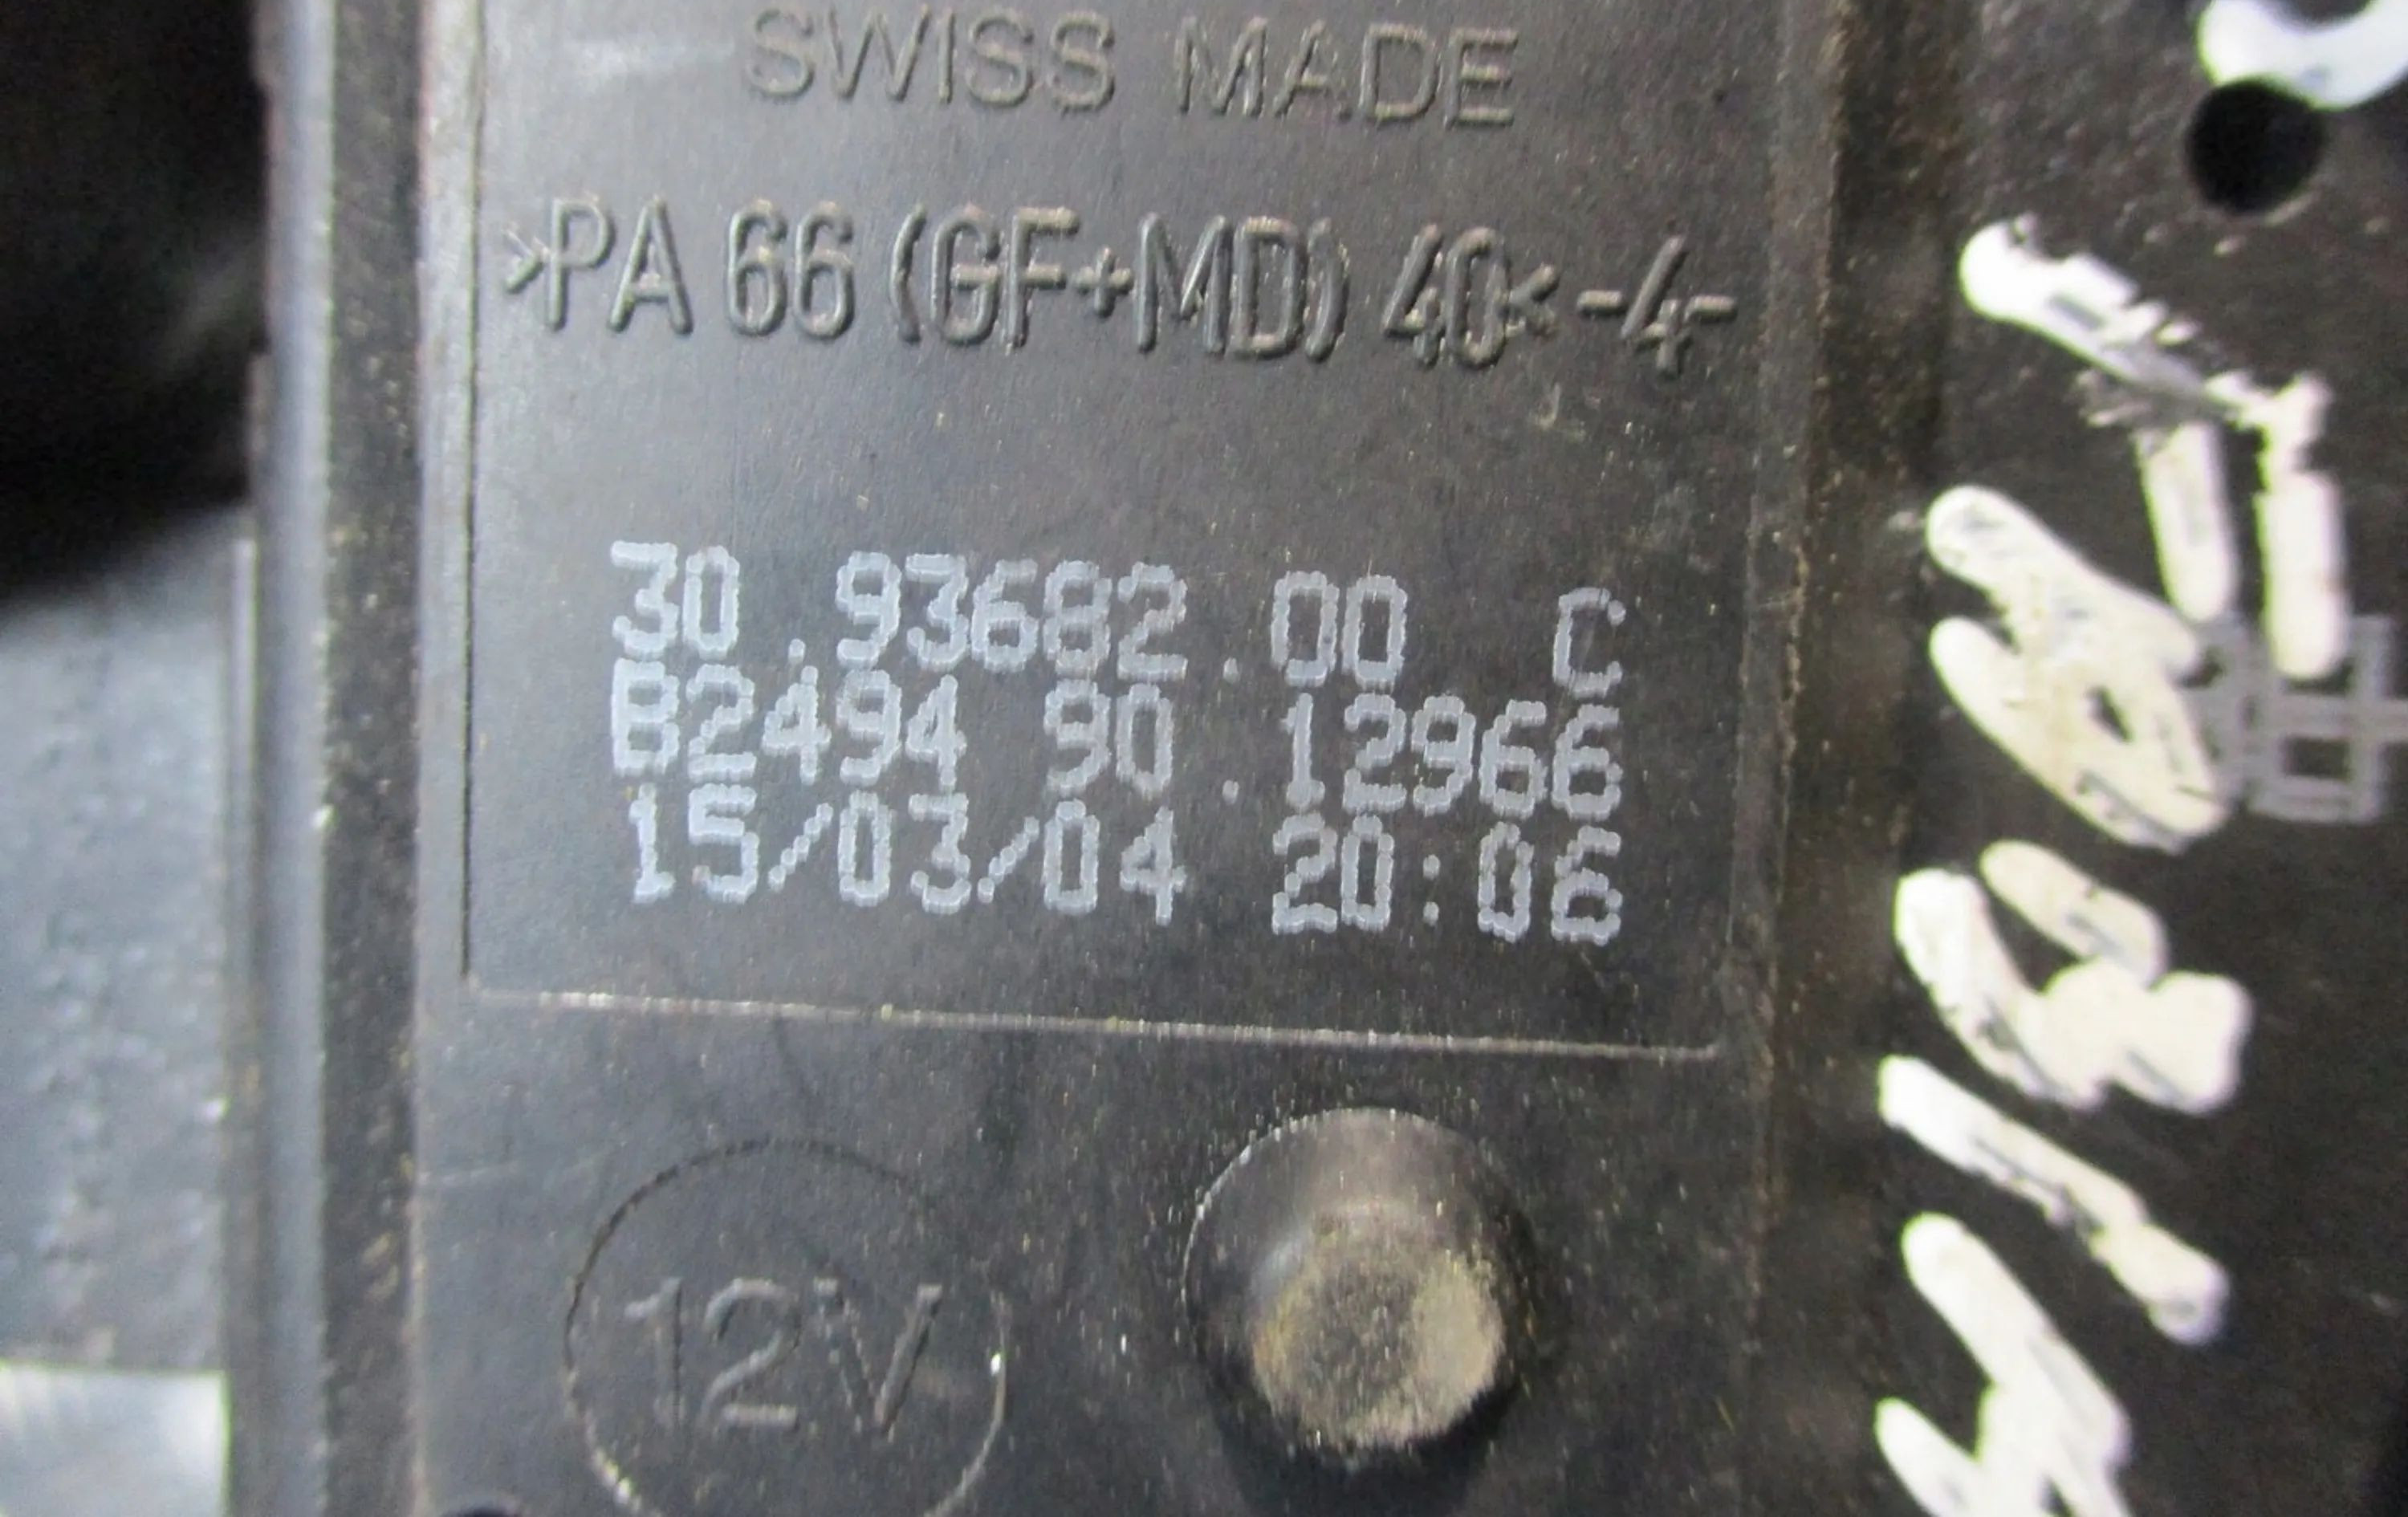 SWISS MADE
>PA 66 (GF+MD) 40< -4-
30.93682.00 C
B2494 90.12966
15/03/04 20:06
12V